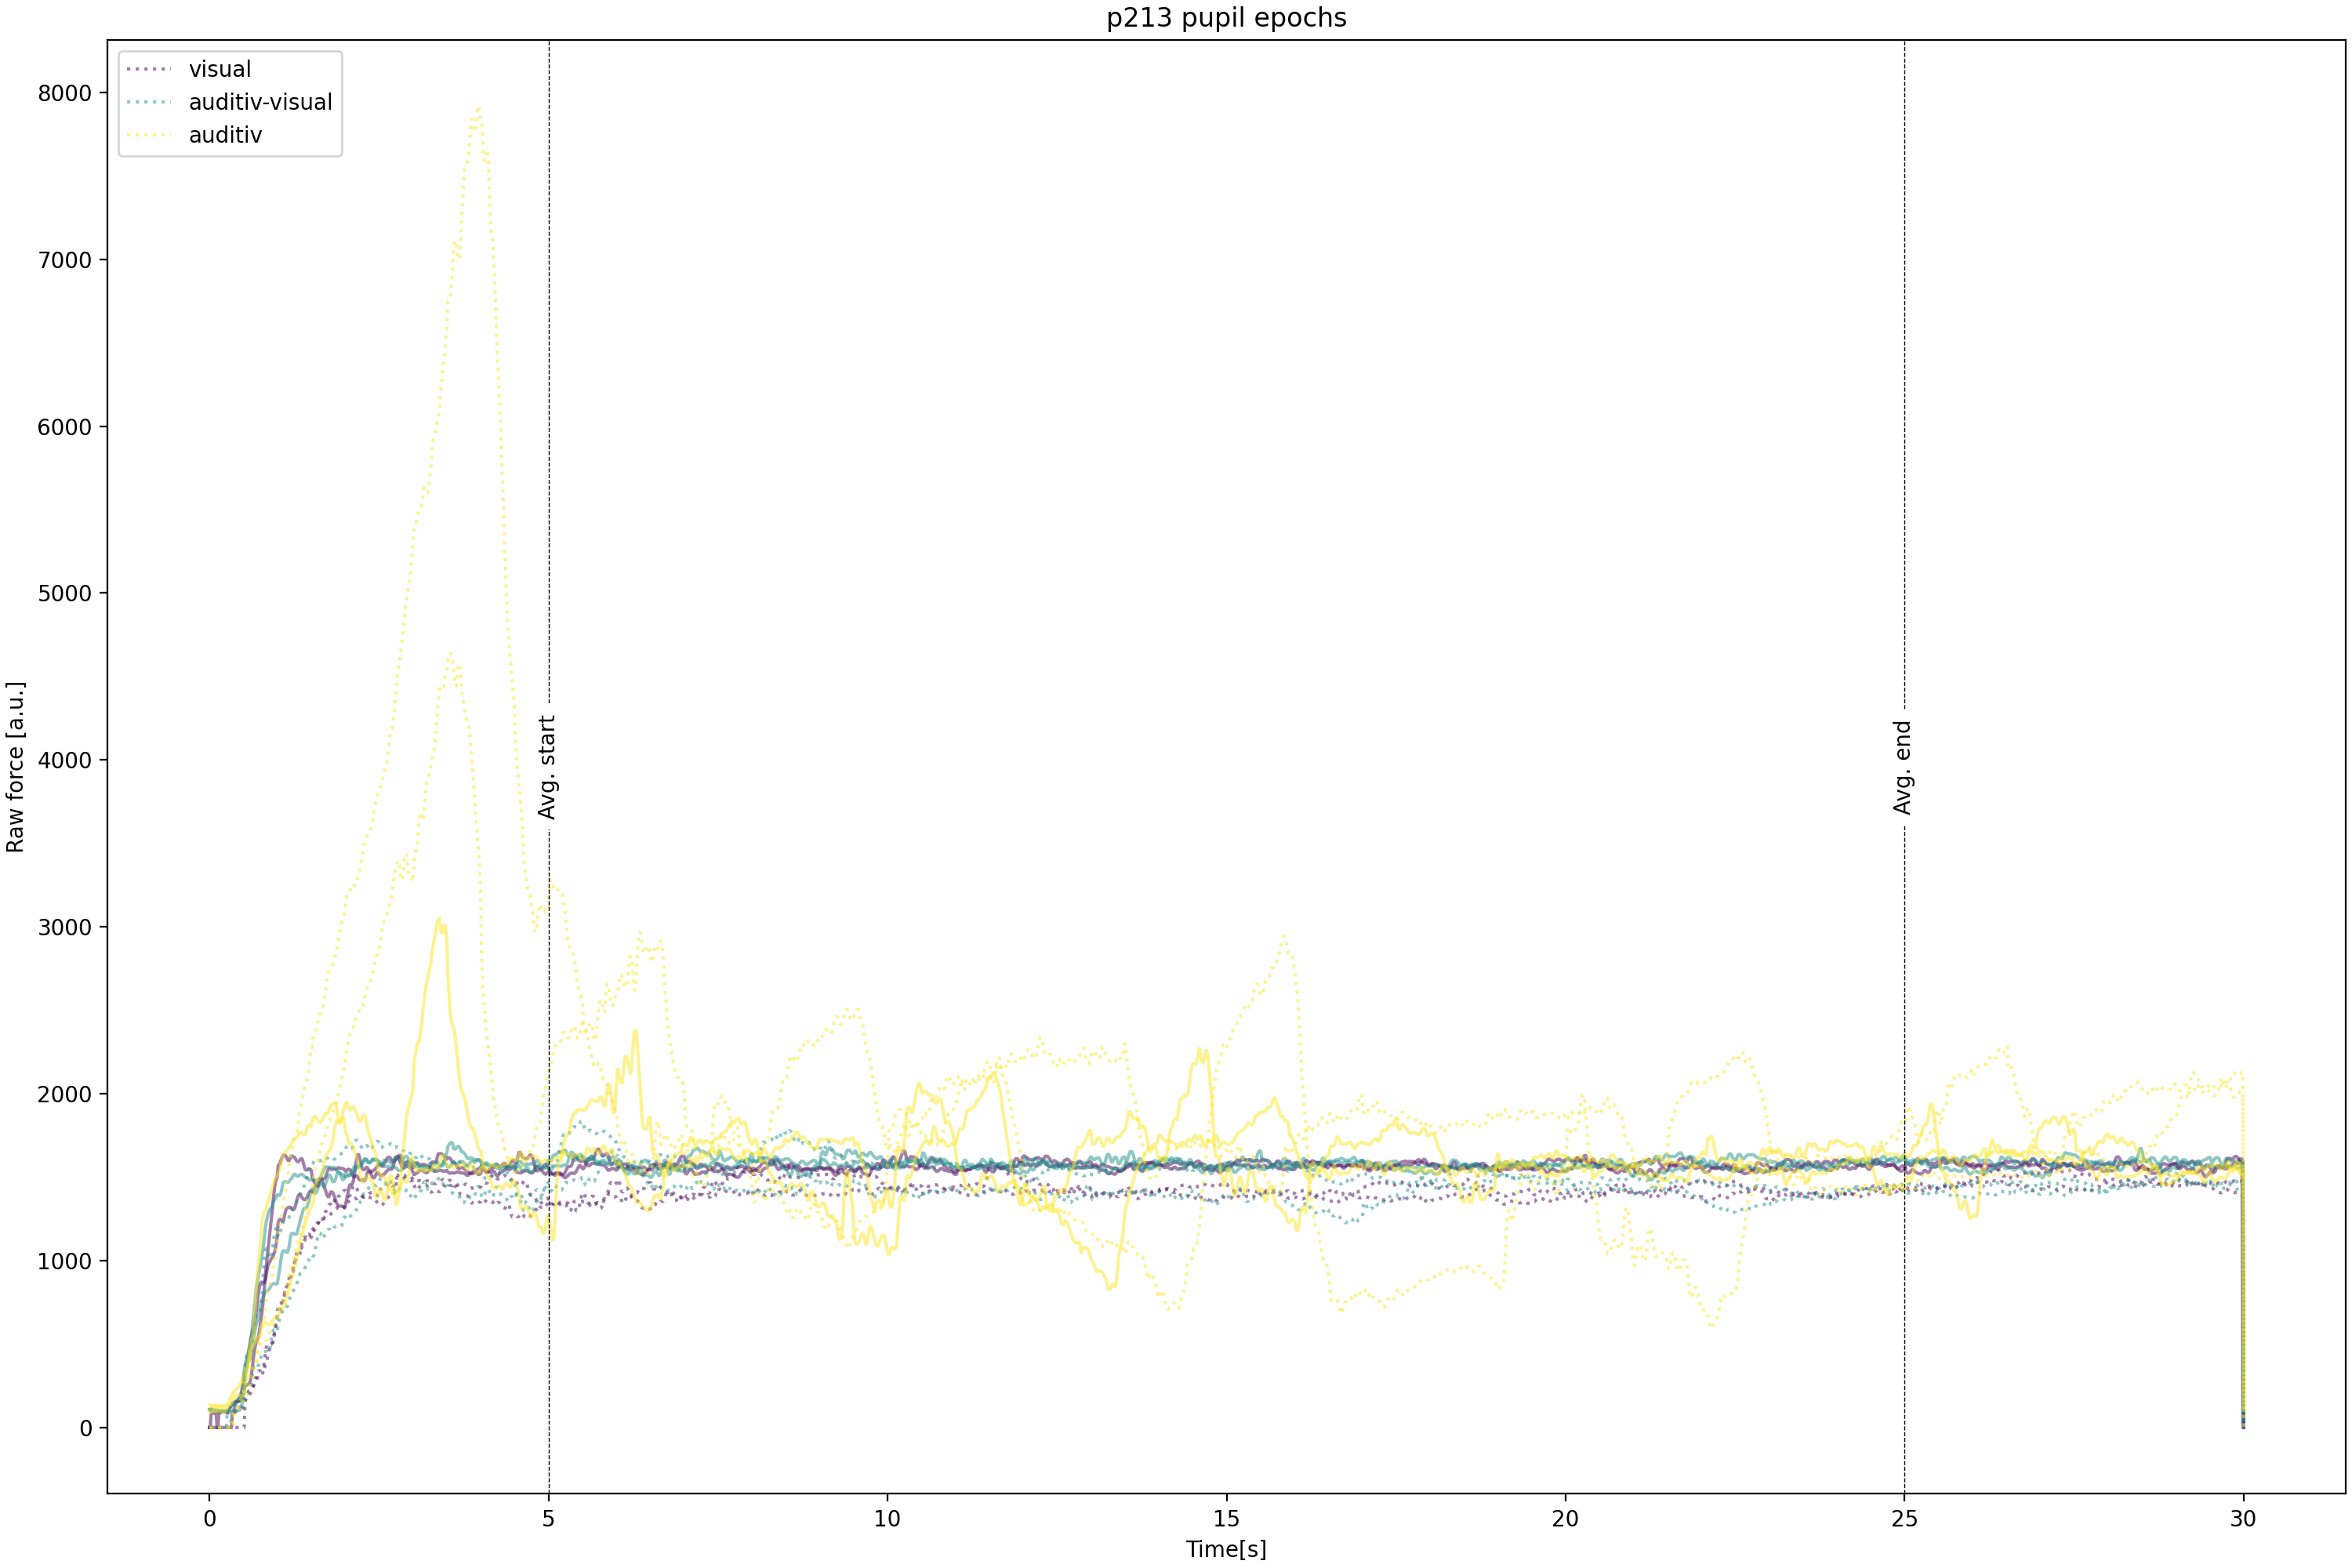 p213 pupil epochs
visual
auditiv-visual
auditiv
8000
7000
6000
5000
4000
3000
2000
1000
0
Raw force [a.u.]
Avg. start
Avg. end
0 5 10 15 20 25 30
Time[s]